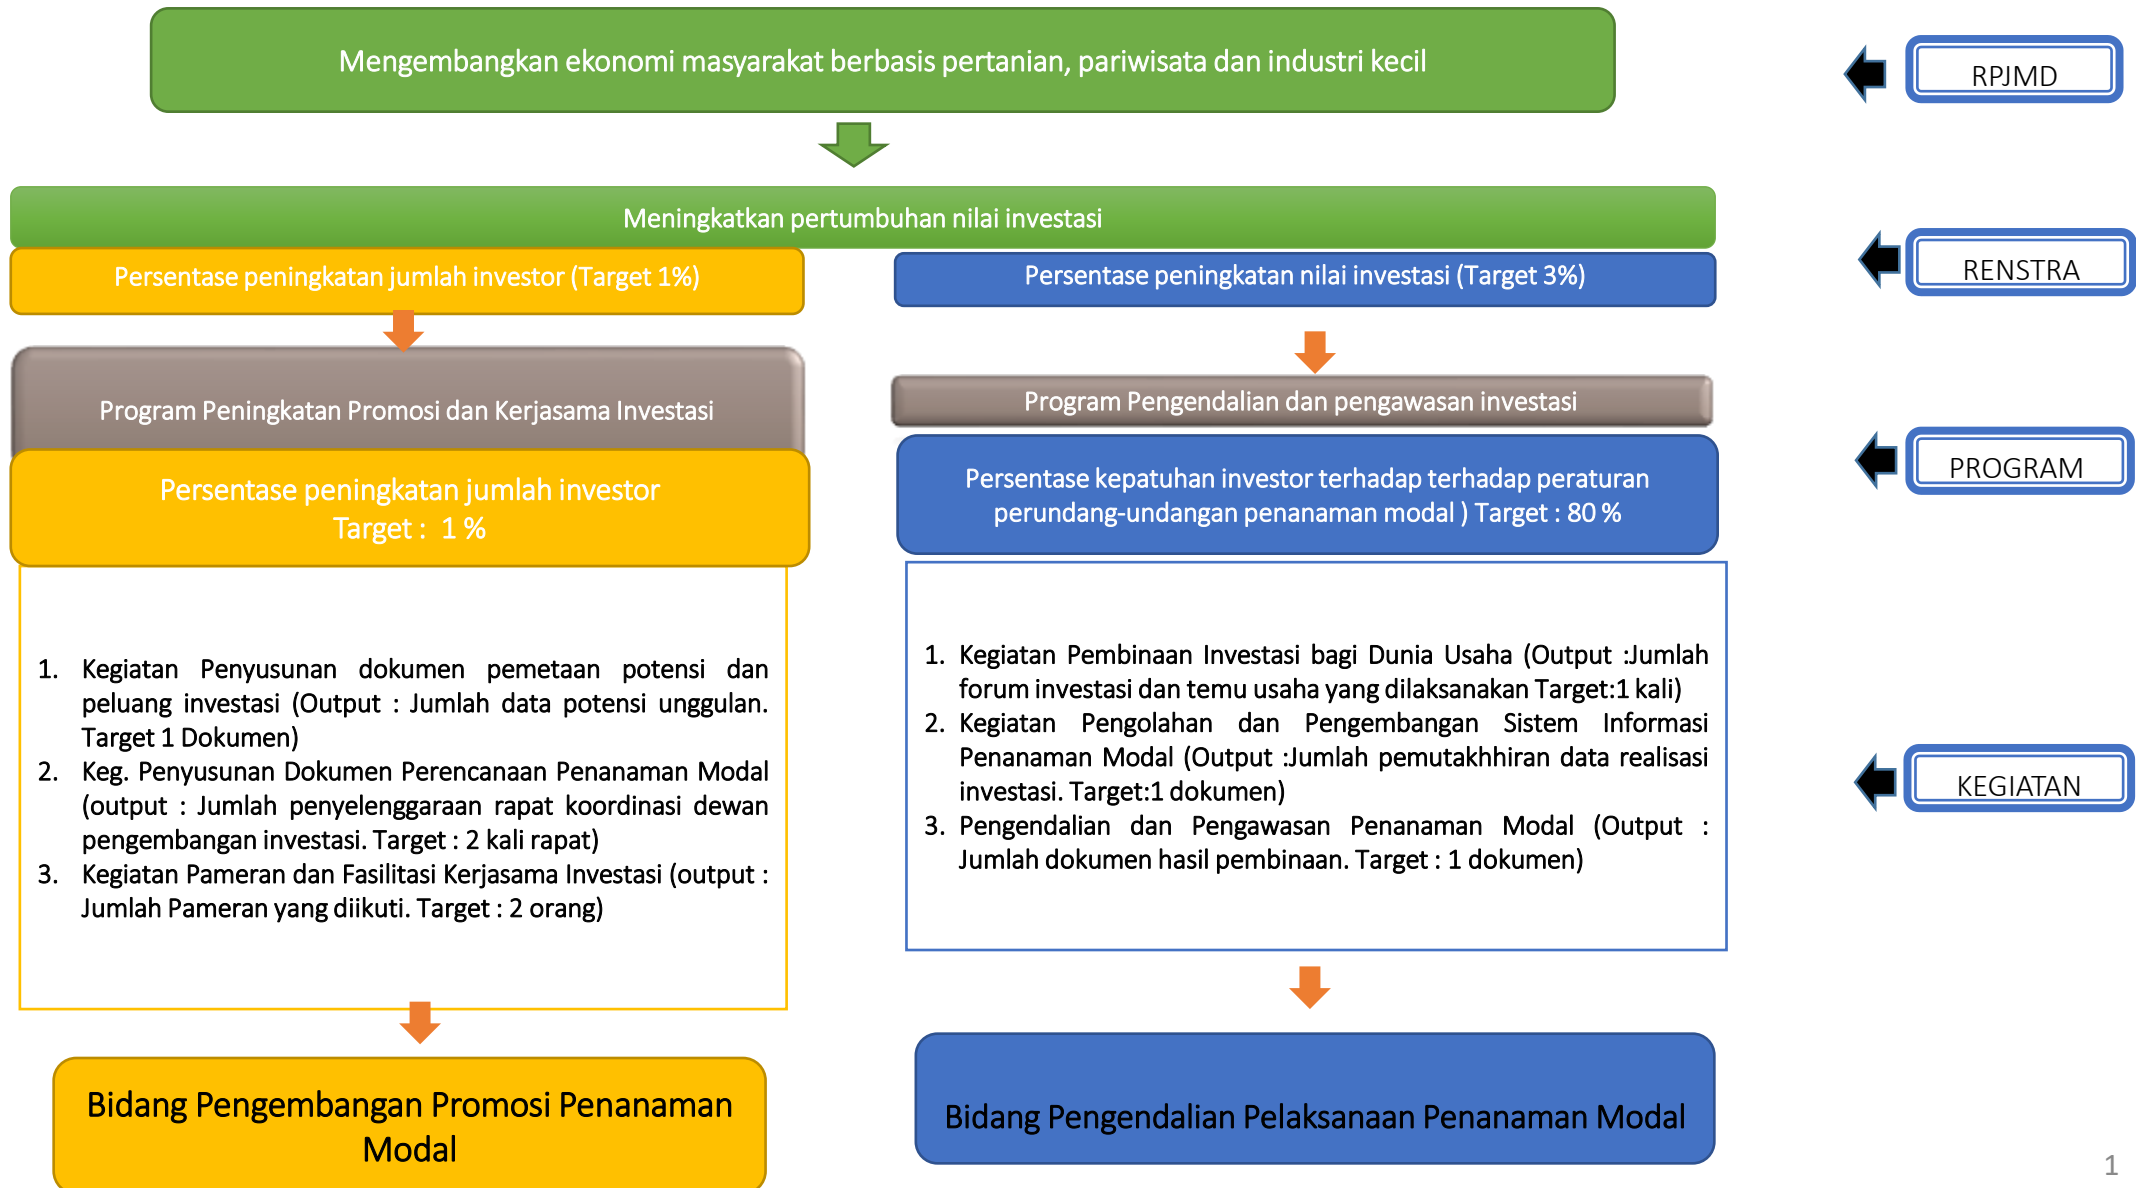 Mengembangkan ekonomi masyarakat berbasis pertanian, pariwisata dan industri kecil
RPJMD
Meningkatkan pertumbuhan nilai investasi
Persentase peningkatan jumlah investor (Target 1%)
Persentase peningkatan nilai investasi (Target 3%)
RENSTRA
Program Peningkatan Promosi dan Kerjasama Investasi
Program Pengendalian dan pengawasan investasi
Persentase peningkatan jumlah investor
Target :  1 %
Persentase kepatuhan investor terhadap terhadap peraturan
perundang-undangan penanaman modal ) Target : 80 %
PROGRAM
1. Kegiatan Penyusunan dokumen pemetaan potensi dan
peluang investasi (Output : Jumlah data potensi unggulan.
Target 1 Dokumen)
2. Keg. Penyusunan Dokumen Perencanaan Penanaman Modal
(output : Jumlah penyelenggaraan rapat koordinasi dewan
pengembangan investasi. Target : 2 kali rapat)
3. Kegiatan Pameran dan Fasilitasi Kerjasama Investasi (output :
Jumlah Pameran yang diikuti. Target : 2 orang)
1. Kegiatan Pembinaan Investasi bagi Dunia Usaha (Output :Jumlah
forum investasi dan temu usaha yang dilaksanakan Target:1 kali)
2. Kegiatan Pengolahan dan Pengembangan Sistem Informasi
Penanaman Modal (Output :Jumlah pemutakhhiran data realisasi
investasi. Target:1 dokumen)
3. Pengendalian dan Pengawasan Penanaman Modal (Output :
Jumlah dokumen hasil pembinaan. Target : 1 dokumen)
KEGIATAN
Bidang Pengembangan Promosi Penanaman
Modal
Bidang Pengendalian Pelaksanaan Penanaman Modal
1